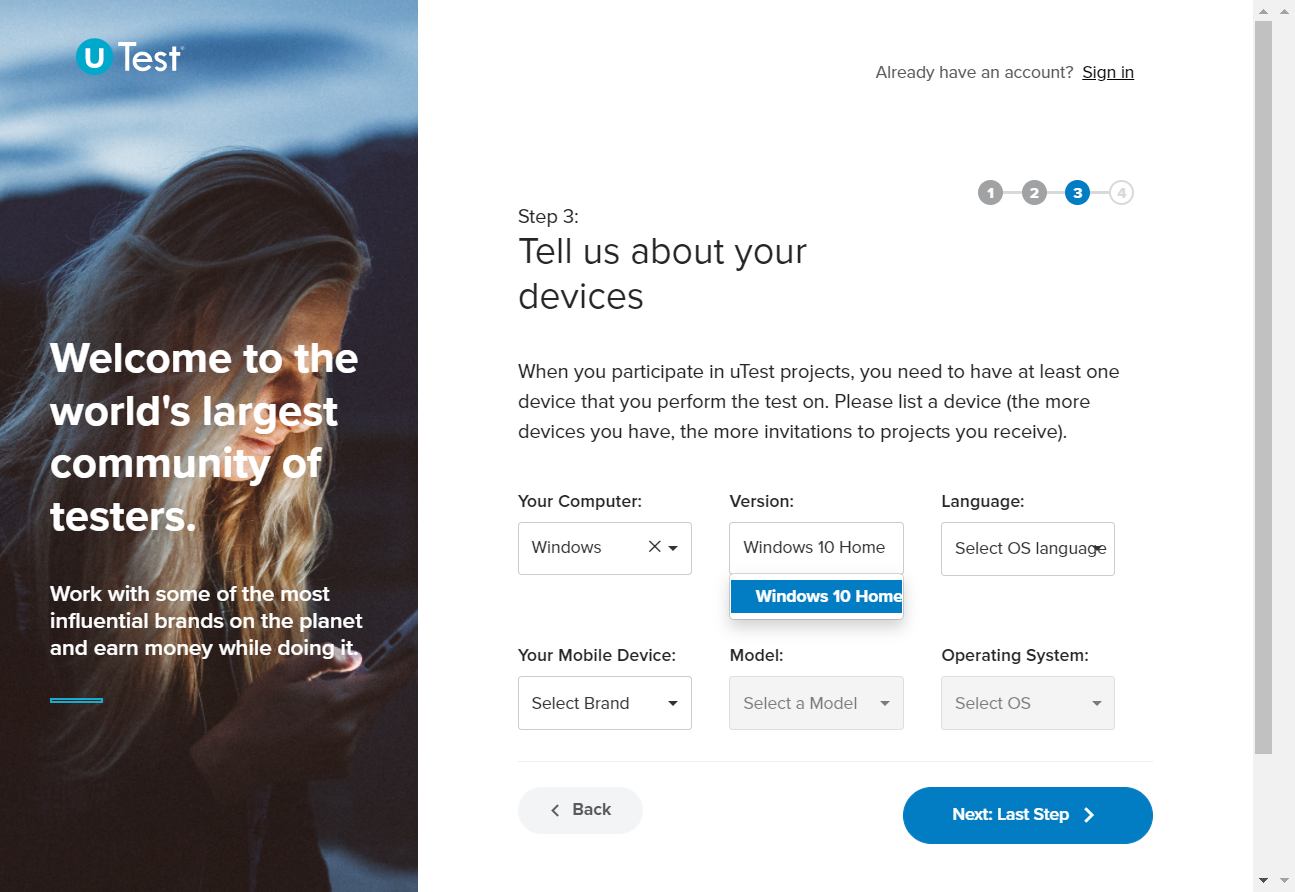 U Test
Already have an account? Sign in
1 2 3 4
Step 3:
Tell us about your
devices
Welcome to the
world's largest
community of
testers.
Work with some of the most
influential brands on the planet
and earn money while doing it.
When you participate in uTest projects, you need to have at least one
device that you perform the test on. Please list a device (the more
devices you have, the more invitations to projects you receive).
Your Computer: Version: Language:
Windows Windows 10 Home Select OS language
Windows 10 Home
Your Mobile Device: Model: Operating System:
Select Brand Select a Model Select OS
Back Next: Last Step